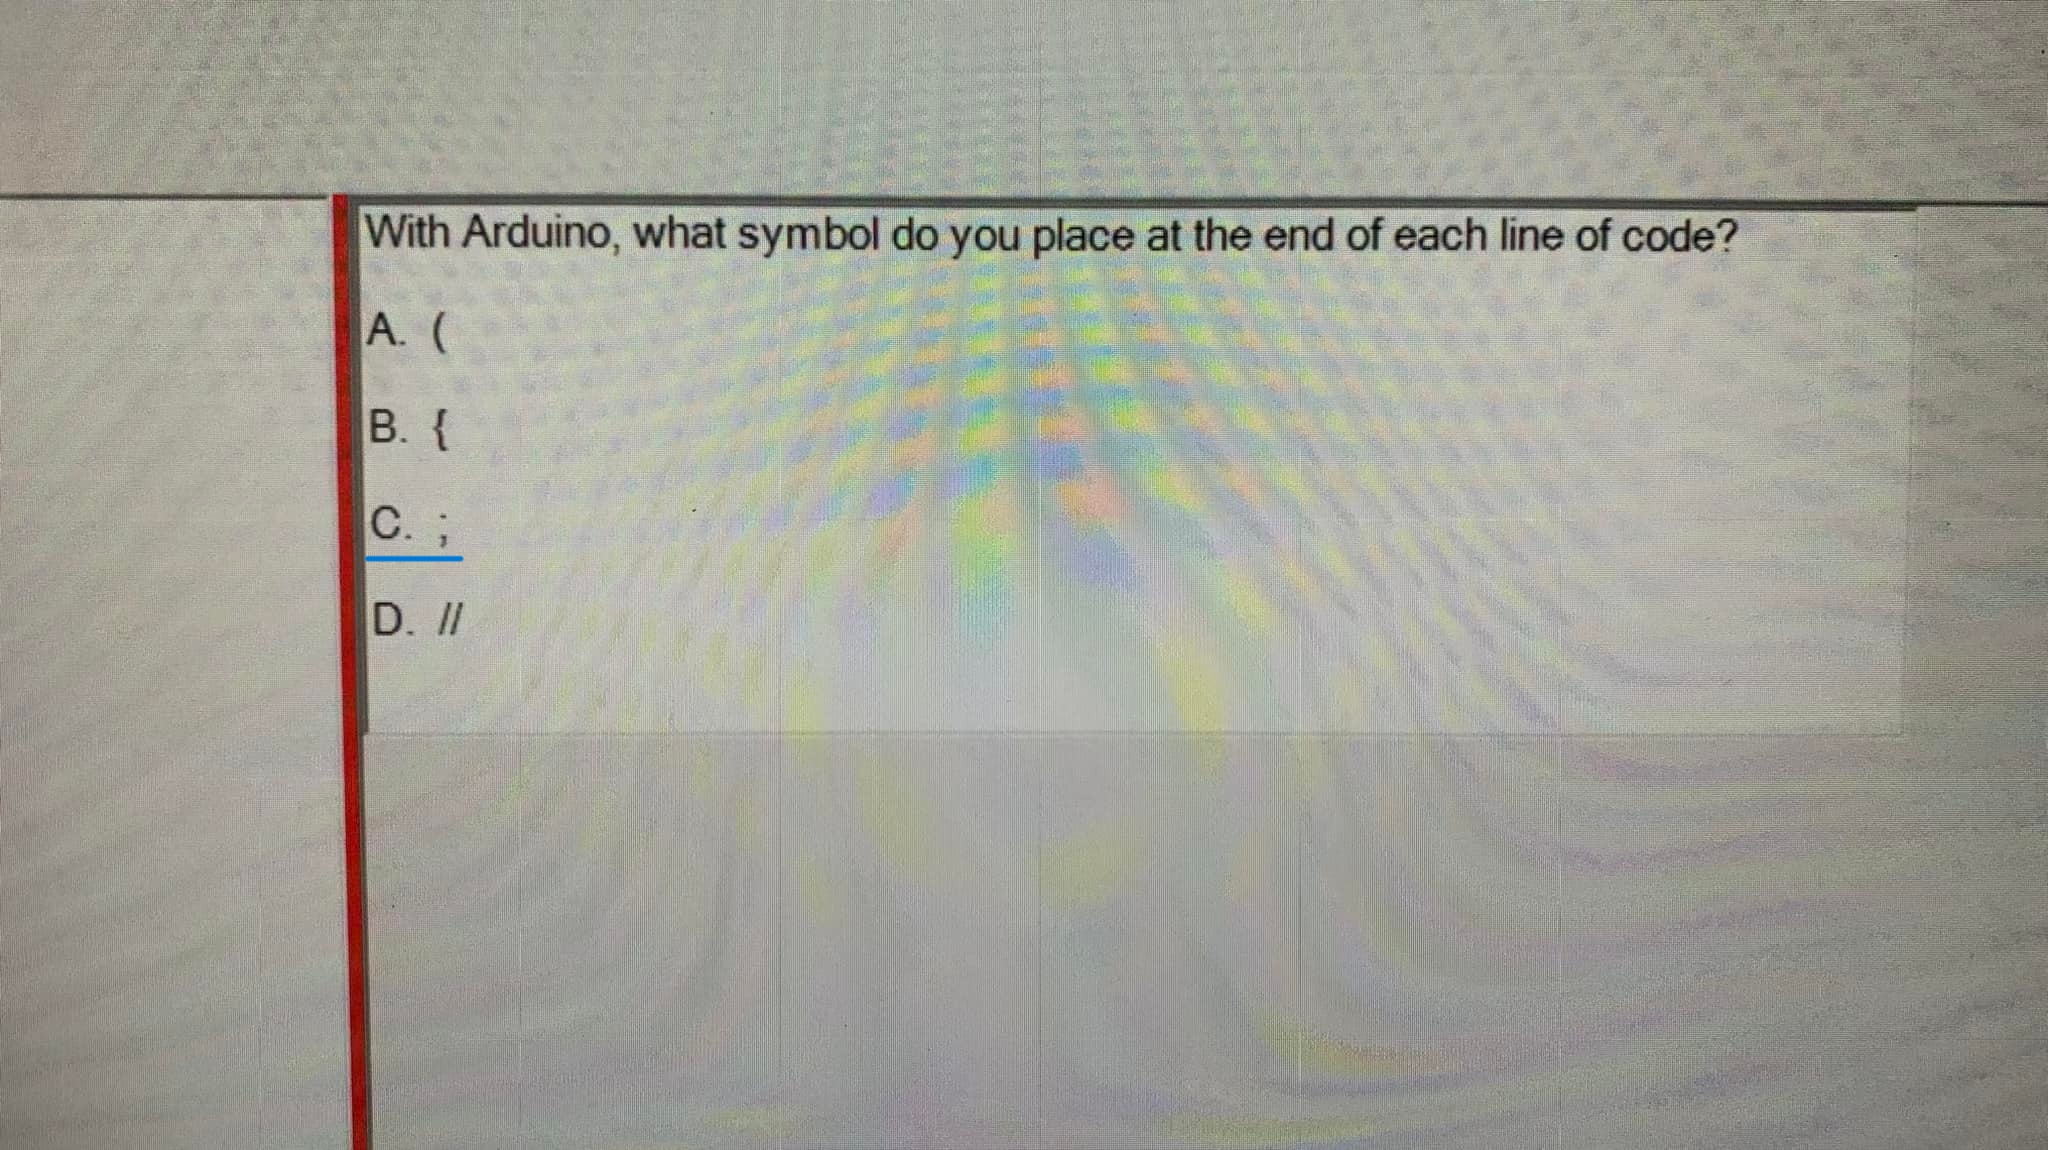 With Arduino, what symbol do you place at the end of each line of code?
A. (
B. {
C. ;
D. //